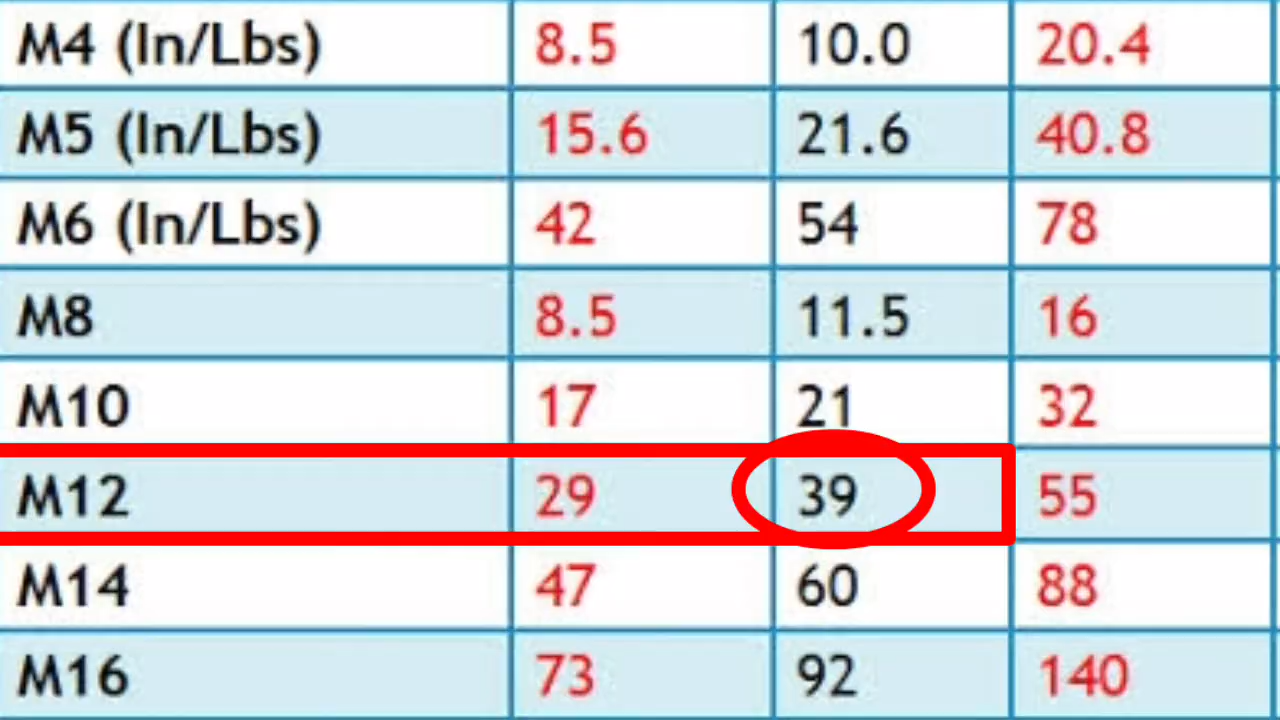 M4 (In/Lbs) 8.5 10.0 20.4
M5 (In/Lbs) 15.6 21.6 40.8
M6 (In/Lbs) 42 54 78
M8 8.5 11.5 16
M10 17 21 32
M12 29 39 55
M14 47 60 88
M16 73 92 140